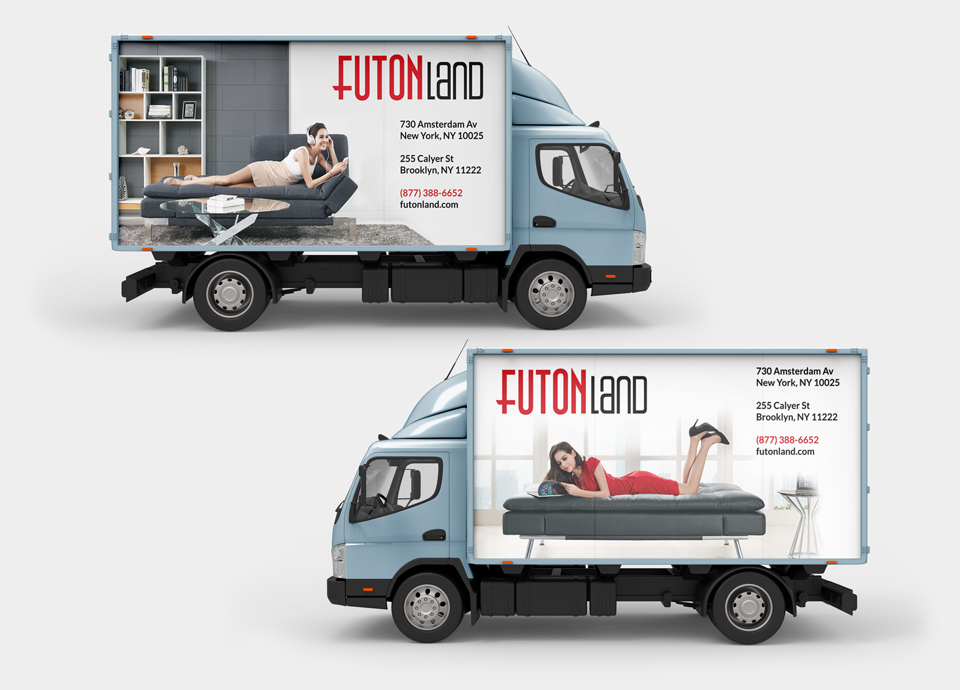 FUTONLAND
730 Amsterdam Av
New York, NY 10025
255 Calyer St
Brooklyn, NY 11222
(877) 388-6652
futonland.com
FUTONLAND
730 Amsterdam Av
New York, NY 10025
255 Calyer St
Brooklyn, NY 11222
(877) 388-6652
futonland.com